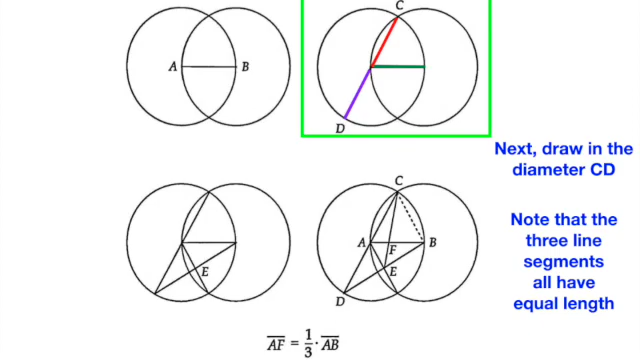 C
A B
D
Next, draw in the
diameter CD
C
Note that the
three line
segments
all have
equal length
A F B
E E
D
AF = 1/3 · AB